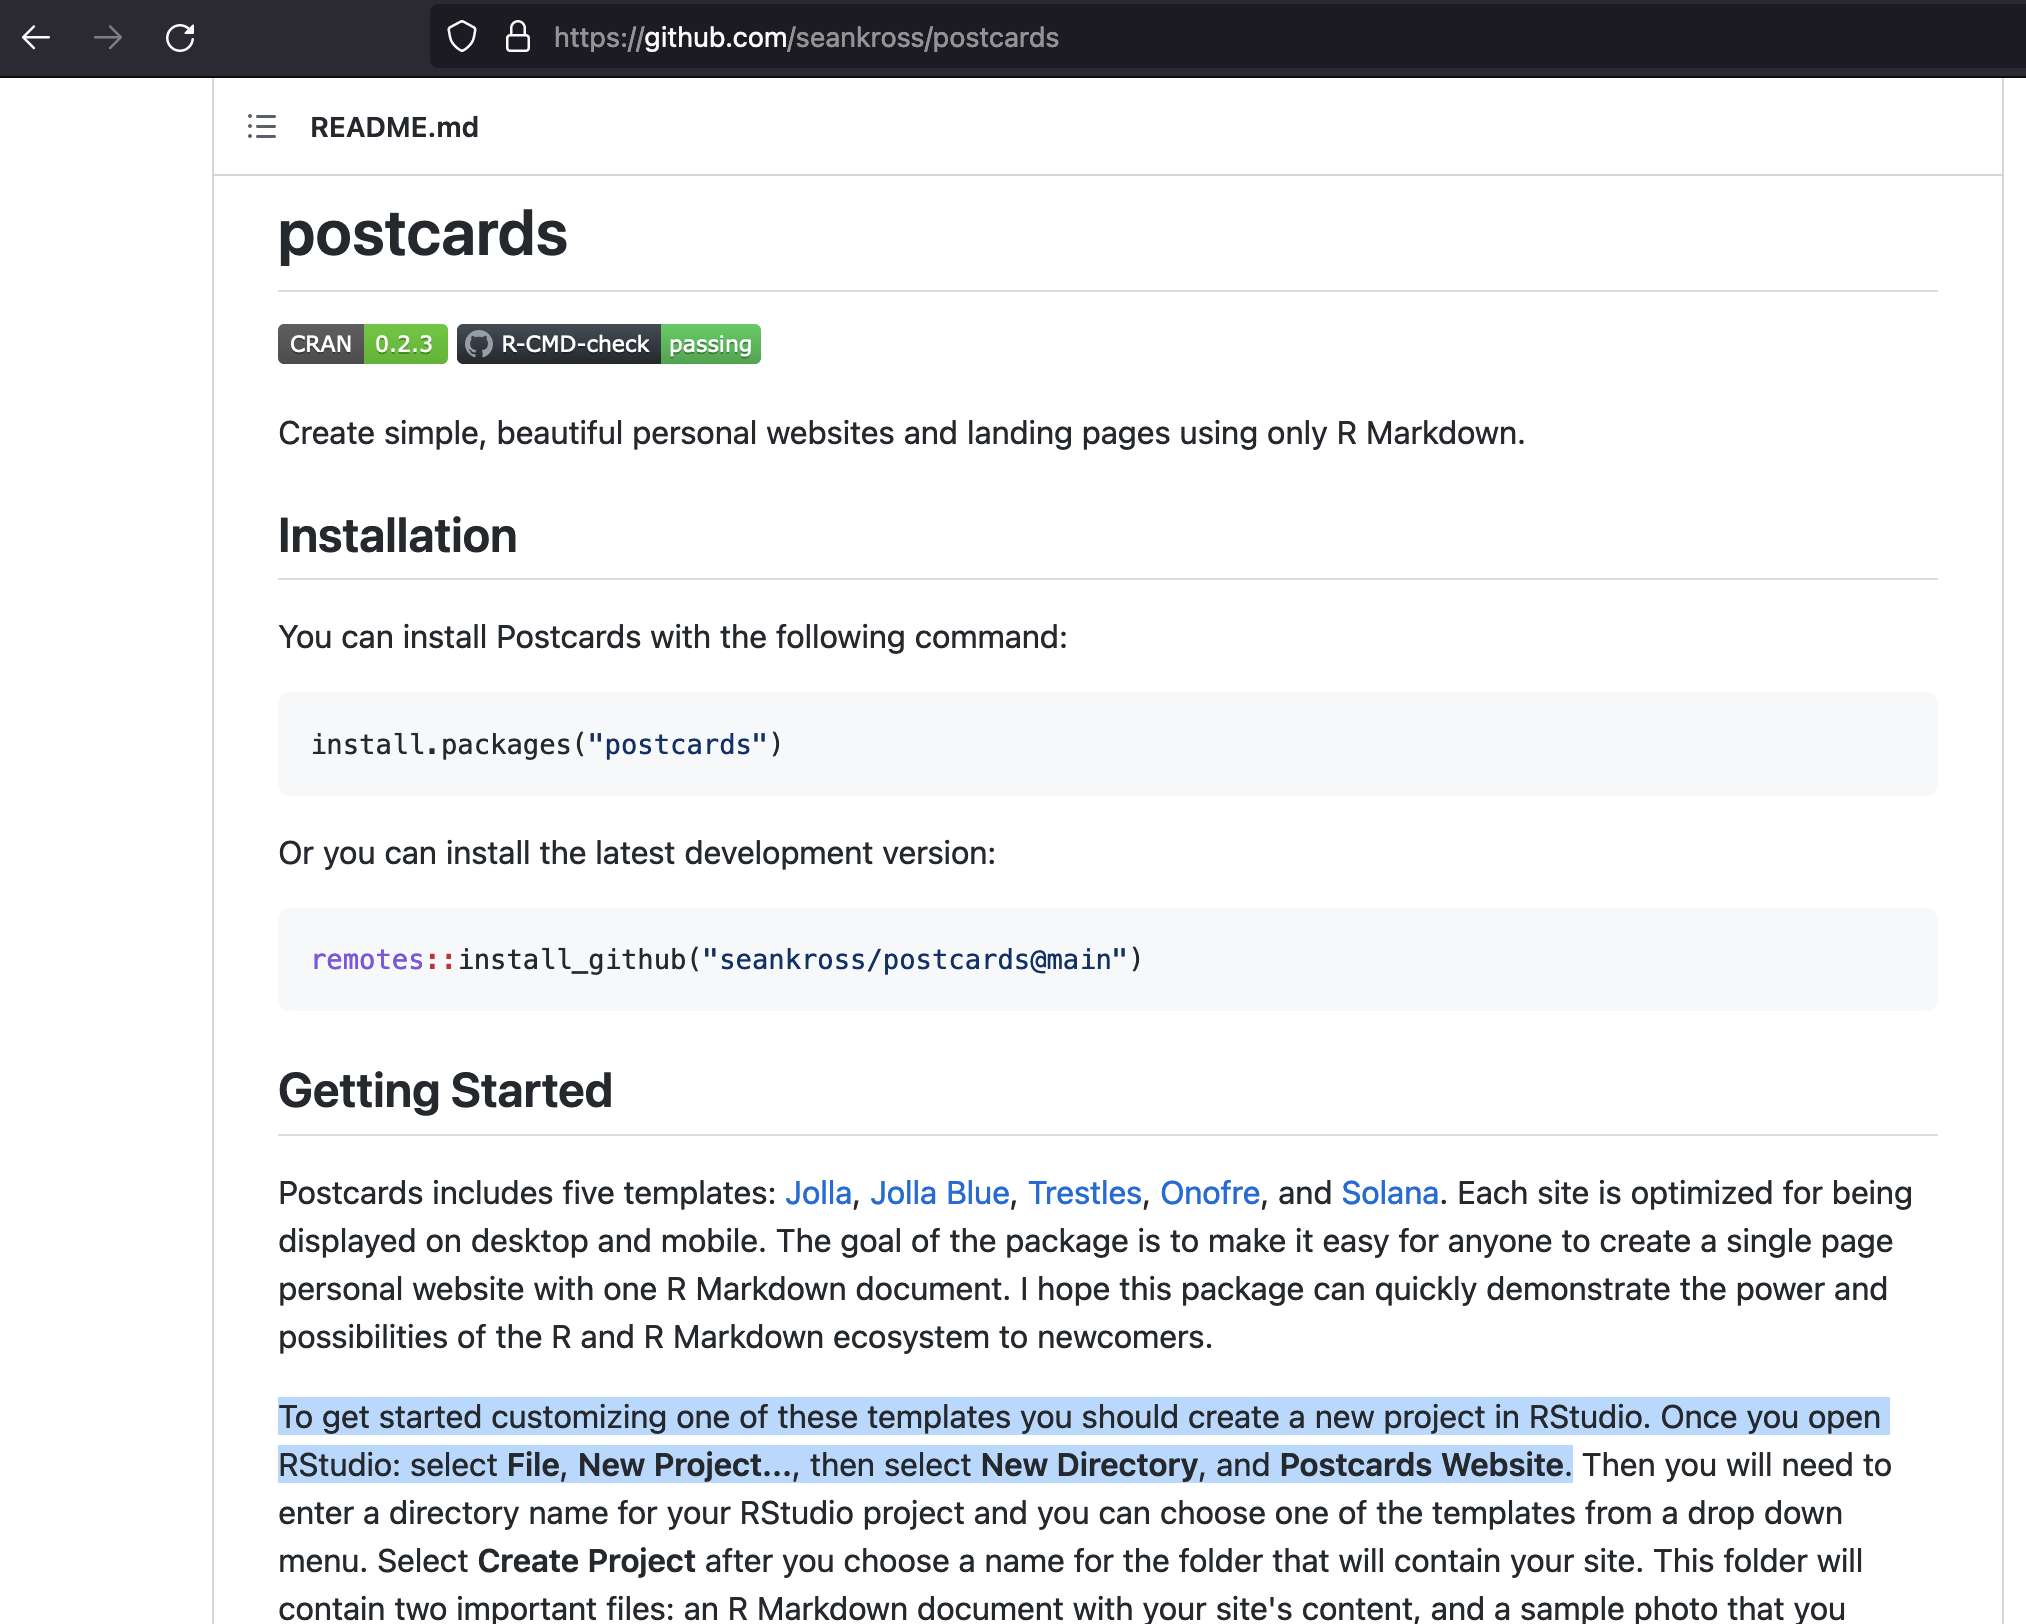 https://github.com/seankross/postcards
README.md
postcards
CRAN 0.2.3 R-CMD-check passing
Create simple, beautiful personal websites and landing pages using only R Markdown.
Installation
You can install Postcards with the following command:
install.packages("postcards")
Or you can install the latest development version:
remotes::install_github("seankross/postcards@main")
Getting Started
Postcards includes five templates: Jolla, Jolla Blue, Trestles, Onofre, and Solana. Each site is optimized for being
displayed on desktop and mobile. The goal of the package is to make it easy for anyone to create a single page
personal website with one R Markdown document. I hope this package can quickly demonstrate the power and
possibilities of the R and R Markdown ecosystem to newcomers.
To get started customizing one of these templates you should create a new project in RStudio. Once you open
RStudio: select File, New Project..., then select New Directory, and Postcards Website. Then you will need to
enter a directory name for your RStudio project and you can choose one of the templates from a drop down
menu. Select Create Project after you choose a name for the folder that will contain your site. This folder will
contain two important files: an R Markdown document with your site's content, and a sample photo that you